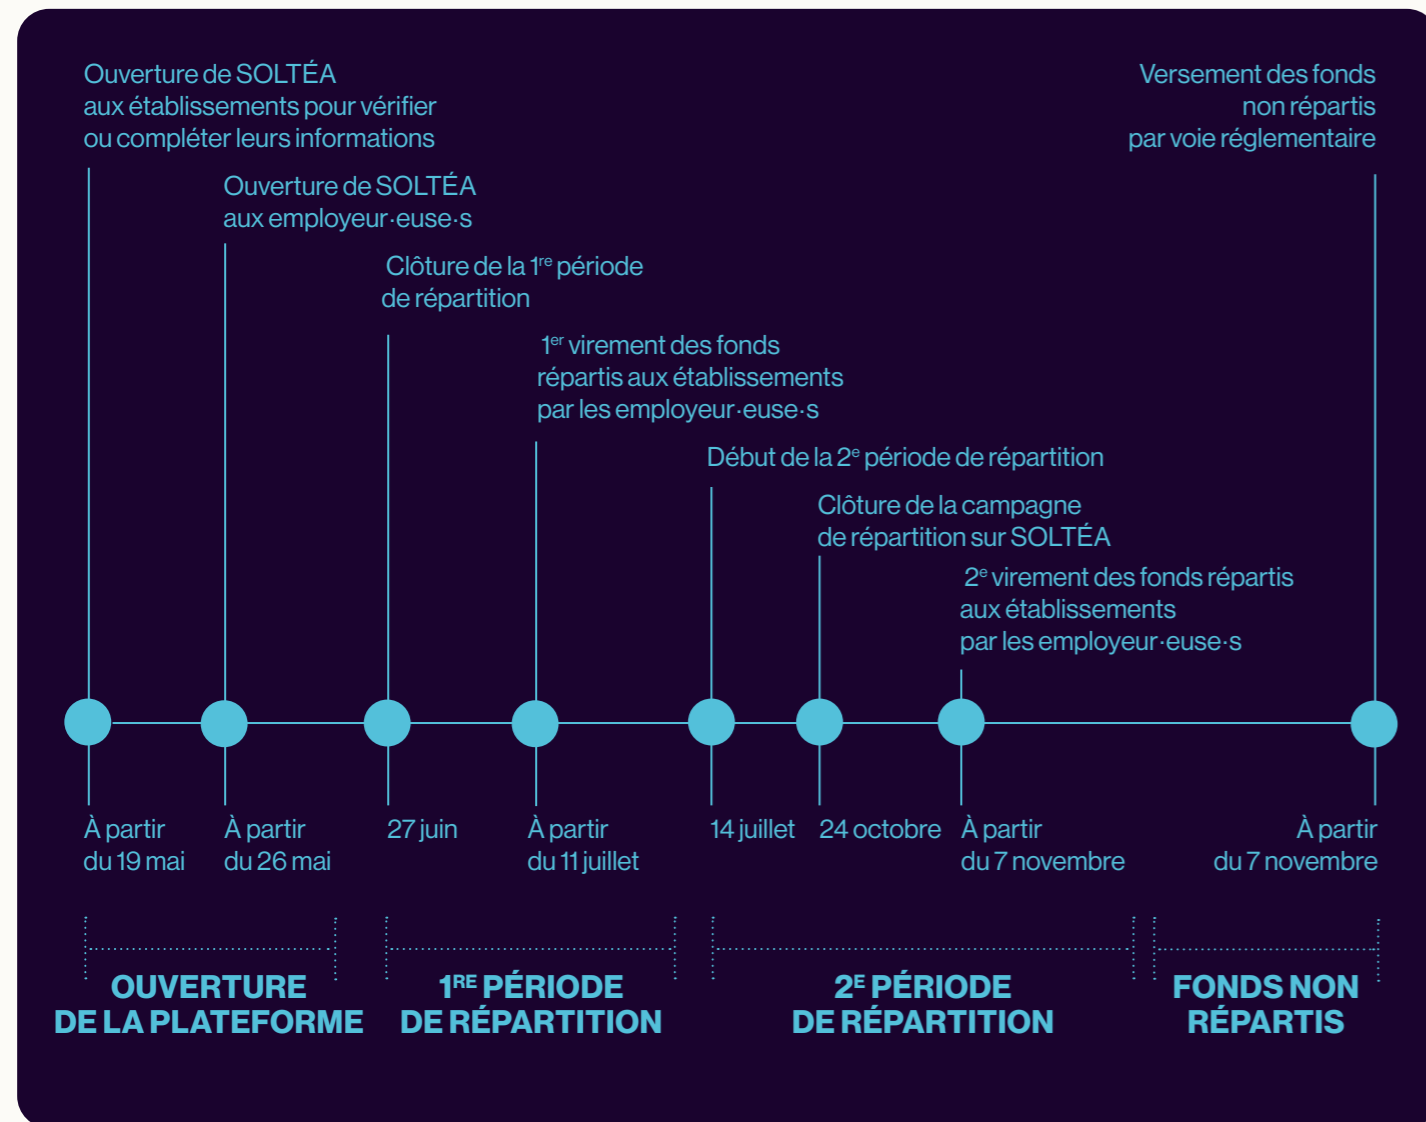 Ouverture de SOLTÉA
aux établissements pour vérifier
ou compléter leurs informations
Versement des fonds
non répartis
par voie réglementaire
Ouverture de SOLTÉA
aux employeur·euse·s
Clôture de la 1re période
de répartition
1er virement des fonds
répartis aux établissements
par les employeur·euse·s
Début de la 2e période de répartition
Clôture de la campagne
de répartition sur SOLTÉA
2e virement des fonds répartis
aux établissements
par les employeur·euse·s
À partir
du 19 mai
À partir
du 26 mai
27 juin
À partir
du 11 juillet
14 juillet
24 octobre
À partir
du 7 novembre
À partir
du 7 novembre
OUVERTURE
DE LA PLATEFORME
1RE PÉRIODE
DE RÉPARTITION
2E PÉRIODE
DE RÉPARTITION
FONDS NON
RÉPARTIS